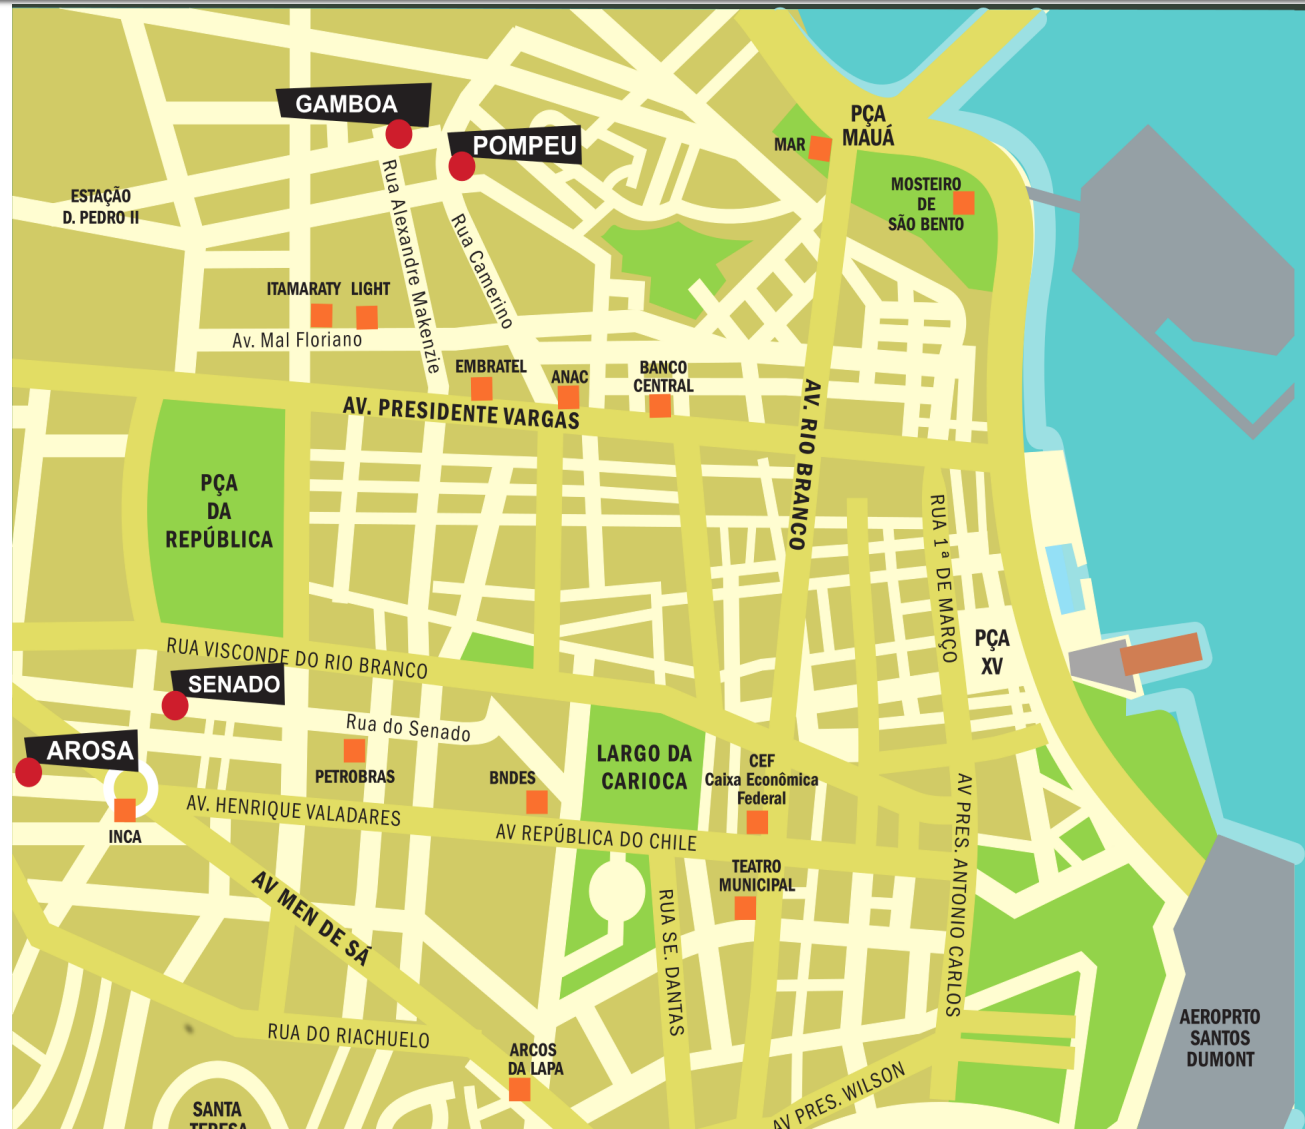 PÇA
MAUÁ
GAMBOA
POMPEU
MAR
MOSTEIRO
DE
SÃO BENTO
ESTAÇÃO
D. PEDRO II
Rua Alexandre Makenzie
Rua Camerino
ITAMARATY
LIGHT
Av. Mal Floriano
EMBRATEL
ANAC
BANCO
CENTRAL
AV. PRESIDENTE VARGAS
AV. RIO BRANCO
PÇA
DA
REPÚBLICA
RUA 1ª DE MARÇO
PÇA
XV
RUA VISCONDE DO RIO BRANCO
SENADO
Rua do Senado
AROSA
PETROBRAS
BNDES
LARGO DA
CARIOCA
CEF
Caixa Econômica
Federal
INCA
AV. HENRIQUE VALADARES
AV REPÚBLICA DO CHILE
AV PRES. ANTONIO CARLOS
TEATRO
MUNICIPAL
AV MEN DE SÁ
RUA SE. DANTAS
RUA DO RIACHUELO
ARCOS
DA LAPA
AEROPRTO
SANTOS
DUMONT
AV PRES. WILSON
SANTA
TERESA